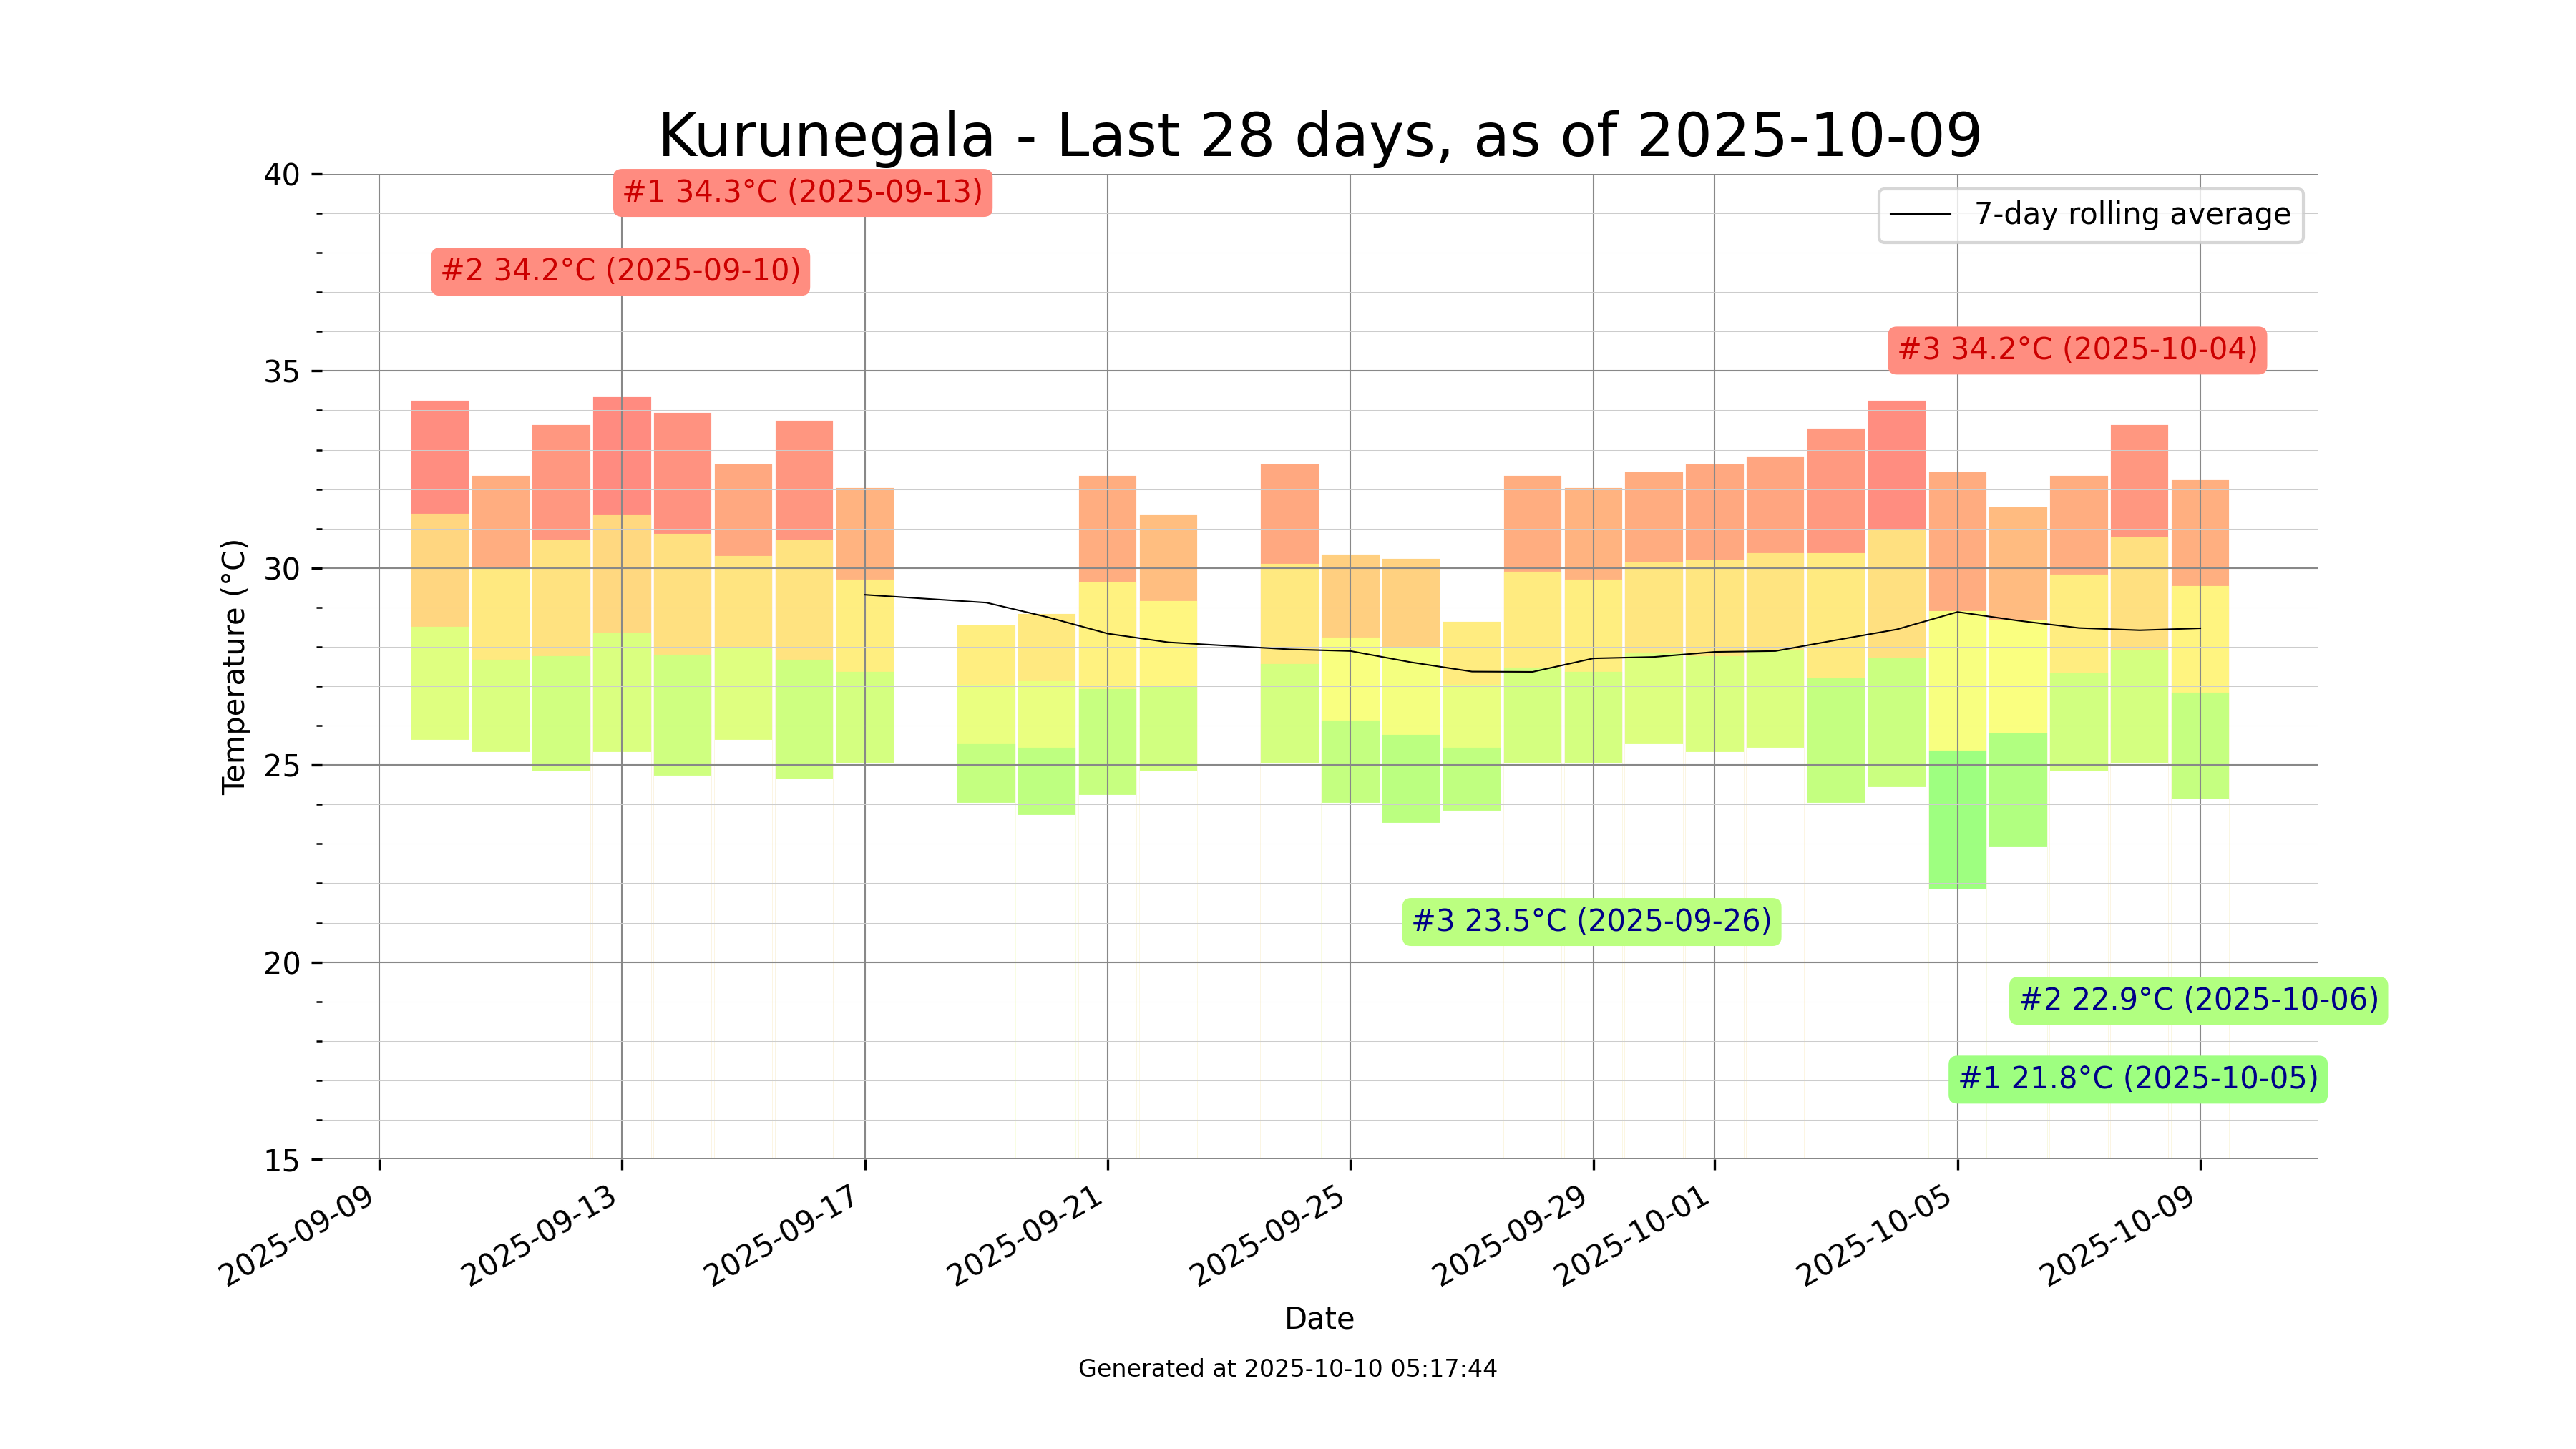 Kurunegala - Last 28 days, as of 2025-10-09
40
#1 34.3°C (2025-09-13)
7-day rolling average
#2 34.2°C (2025-09-10)
#3 34.2°C (2025-10-04)
35
30
Temperature (°C)
25
#3 23.5°C (2025-09-26)
20
#2 22.9°C (2025-10-06)
#1 21.8°C (2025-10-05)
15
2025-09-09
2025-09-13
2025-09-17
2025-09-21
2025-09-25
2025-09-29
2025-10-01
2025-10-05
2025-10-09
Date
Generated at 2025-10-10 05:17:44